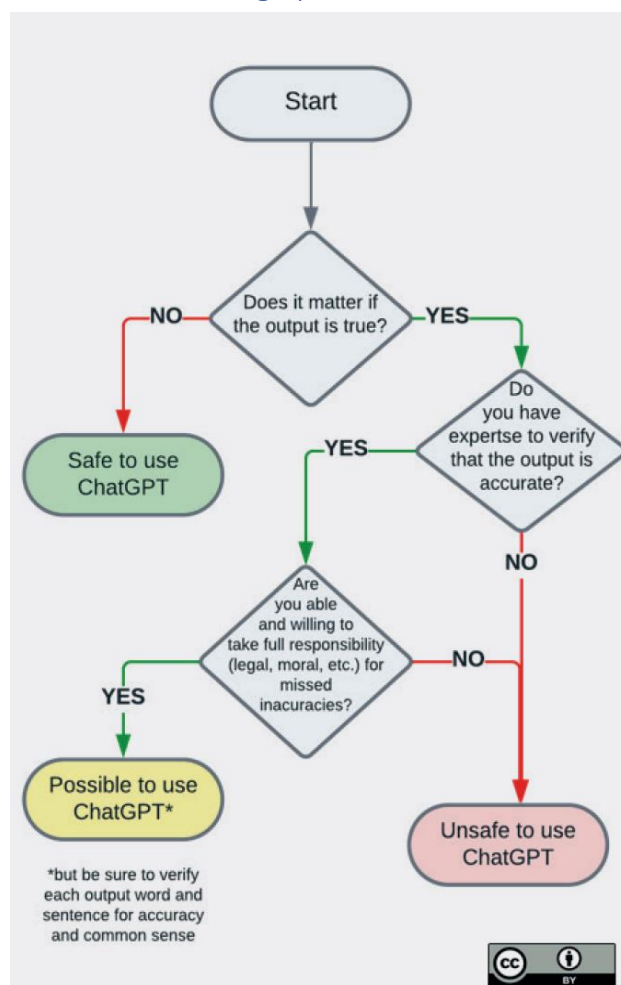 Start
Does it matter if
the output is true?
NO
YES
Safe to use
ChatGPT
Do
you have
expertse to verify
that the output is
accurate?
YES
NO
Are
you able
and willing to
take full responsibility
(legal, moral, etc.) for
missed
inacuracies?
NO
YES
Possible to use
ChatGPT*
Unsafe to use
ChatGPT
*but be sure to verify
each output word and
sentence for accuracy
and common sense
cc
BY